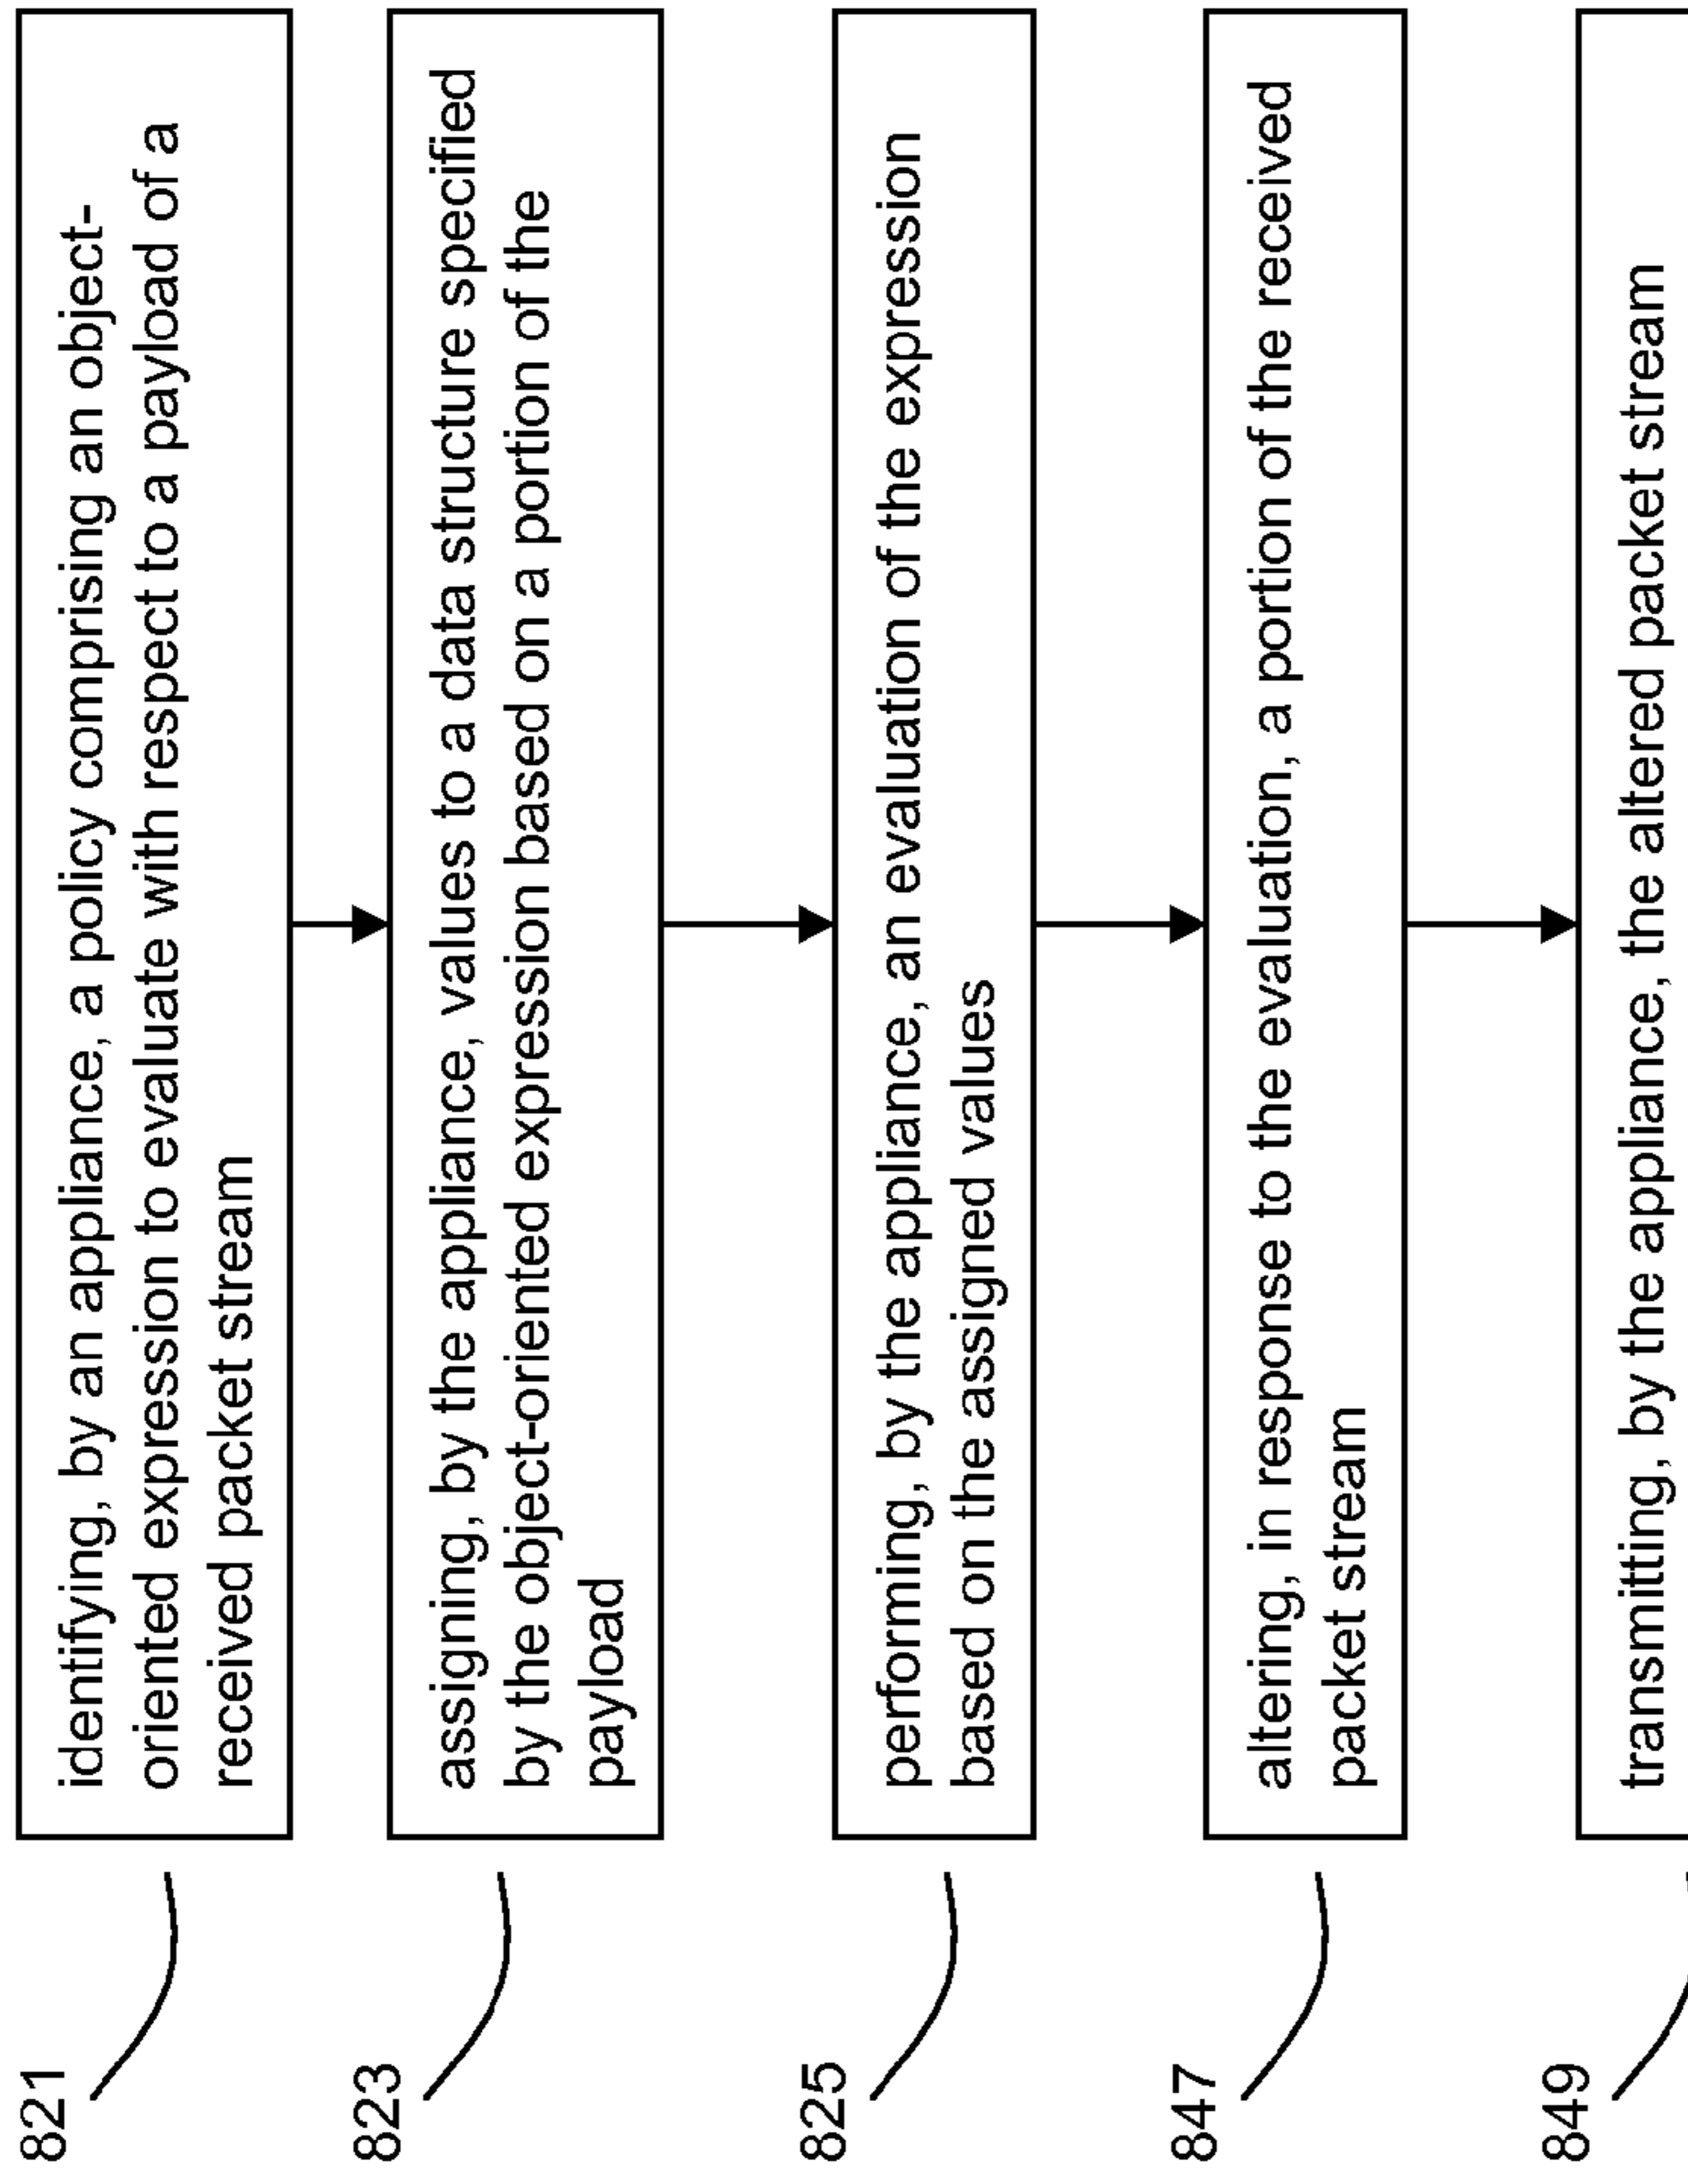 821
identifying, by an appliance, a policy comprising an object-
oriented expression to evaluate with respect to a payload of a
received packet stream
823
assigning, by the appliance, values to a data structure specified
by the object-oriented expression based on a portion of the
payload
825
performing, by the appliance, an evaluation of the expression
based on the assigned values
847
altering, in response to the evaluation, a portion of the received
packet stream
849
transmitting, by the appliance, the altered packet stream